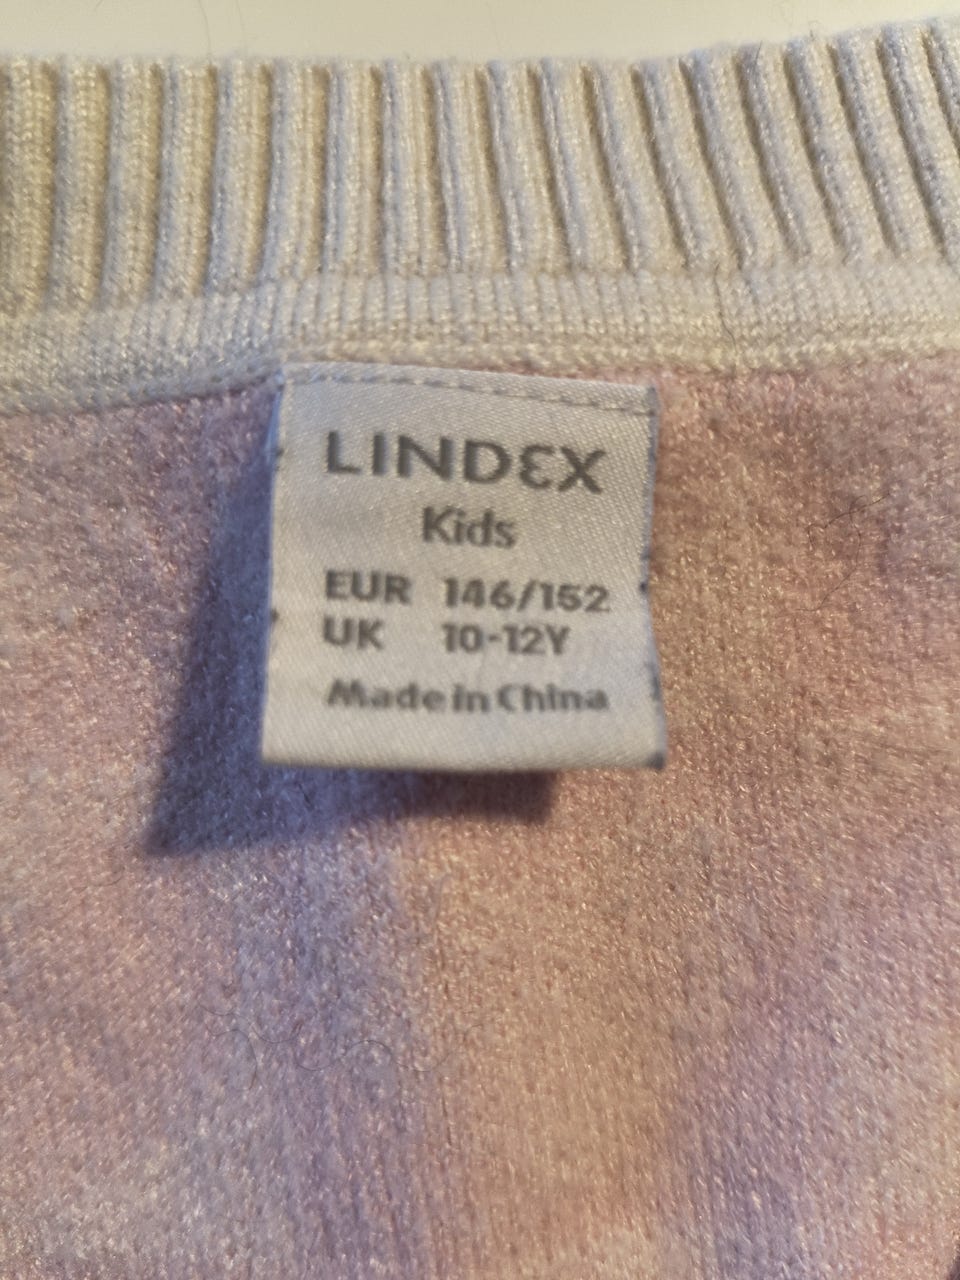 LINDEX
Kids
EUR 146/152
UK 10-12Y
Made in China